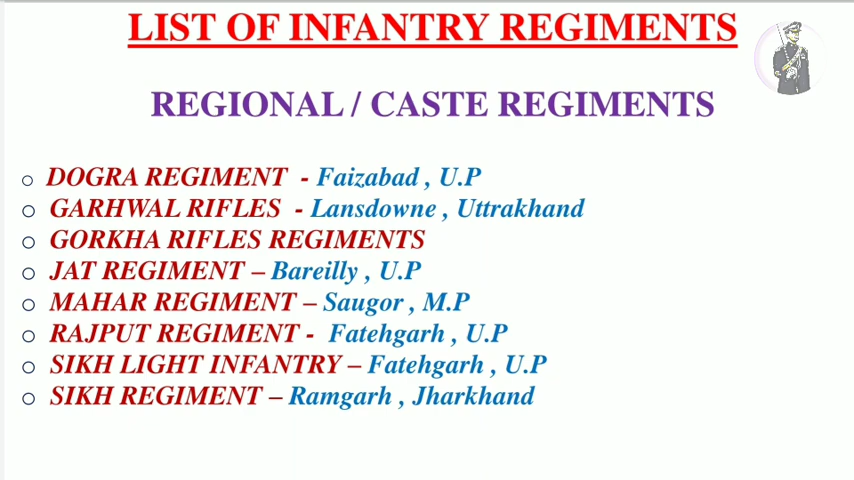 LIST OF INFANTRY REGIMENTS
REGIONAL / CASTE REGIMENTS
○ DOGRA REGIMENT - Faizabad , U.P
○ GARHWAL RIFLES - Lansdowne , Uttrakhand
○ GORKHA RIFLES REGIMENTS
○ JAT REGIMENT – Bareilly , U.P
○ MAHAR REGIMENT – Saugor , M.P
○ RAJPUT REGIMENT - Fatehgarh , U.P
○ SIKH LIGHT INFANTRY – Fatehgarh , U.P
○ SIKH REGIMENT – Ramgarh , Jharkhand